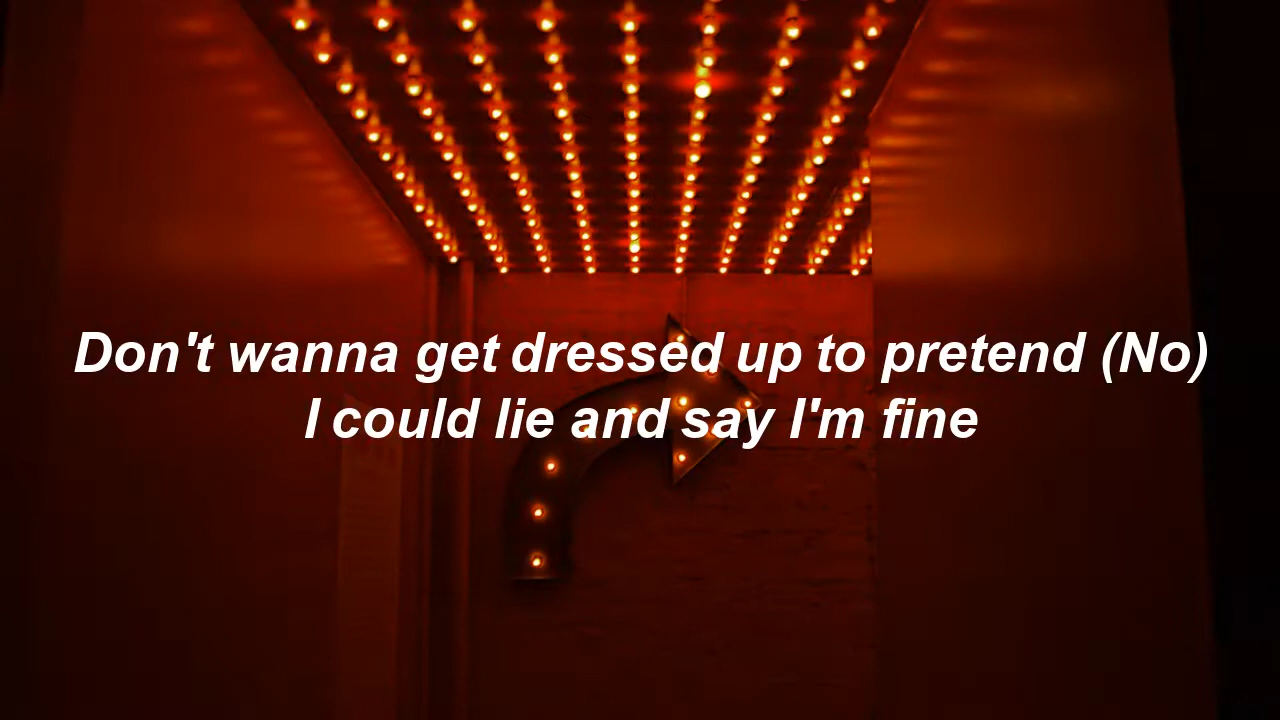 Don't wanna get dressed up to pretend (No)
I could lie and say I'm fine